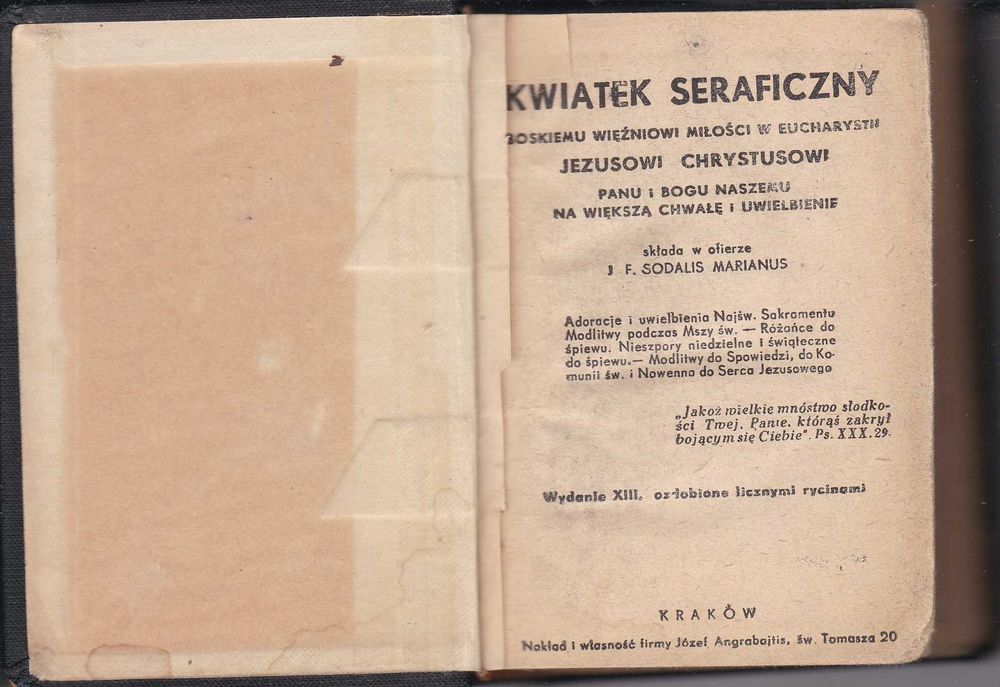 KWIATEK SERAFICZNY
BOSKIEMU WIĘŹNIOWI MIŁOŚCI W EUCHARYSTII
JEZUSOWI CHRYSTUSOWI
PANU i BOGU NASZEMU
NA WIĘKSZĄ CHWAŁĘ i UWIELBIENIE
składa w ofierze
J F. SODALIS MARIANUS
Adoracje i uwielbienia Najśw. Sakramentu
Modlitwy podczas Mszy św. — Różańce do
śpiewu. Nieszpory niedzielne i świąteczne
do śpiewu.— Modlitwy do Spowiedzi, do Ko-
munii św. i Nowenna do Serca Jezusowego
„Jakoż wielkie mnóstwo słodko-
ści Twej, Panie, którąś zakrył
bojącym się Ciebie". Ps. XXX. 29.
Wydanie XIII, ozdobione licznymi rycinami
KRAKÓW
Nakład i własność firmy Józef Angrabajtis, św. Tomasza 20